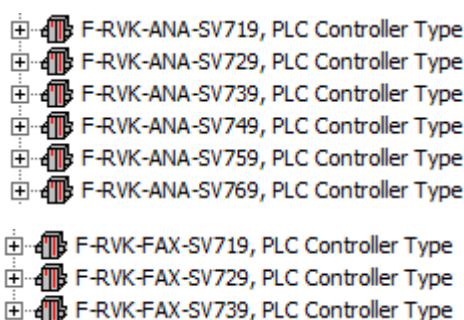 F-RVK-ANA-SV719, PLC Controller Type
F-RVK-ANA-SV729, PLC Controller Type
F-RVK-ANA-SV739, PLC Controller Type
F-RVK-ANA-SV749, PLC Controller Type
F-RVK-ANA-SV759, PLC Controller Type
F-RVK-ANA-SV769, PLC Controller Type
F-RVK-FAX-SV719, PLC Controller Type
F-RVK-FAX-SV729, PLC Controller Type
F-RVK-FAX-SV739, PLC Controller Type